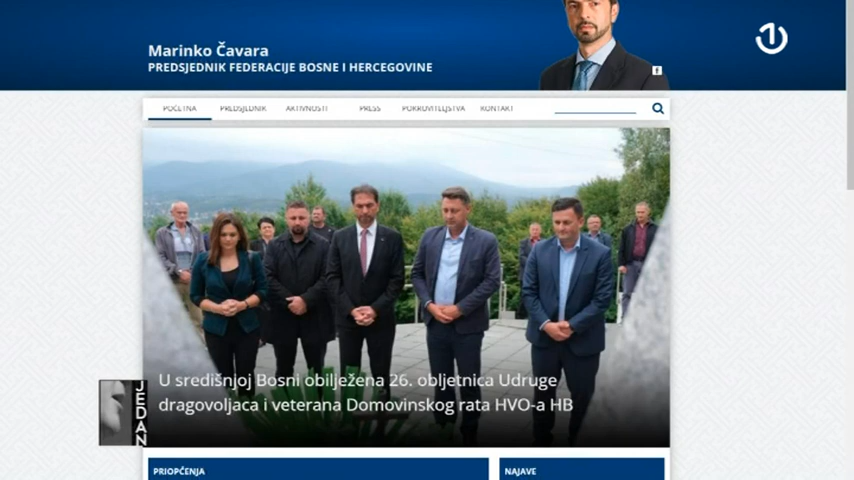 Marinko Čavara
PREDSJEDNIK FEDERACIJE BOSNE I HERCEGOVINE
POČETNA PREDSJEDNIK AKTIVNOSTI PRESS POKROVITELJSTVA KONTAKT
U središnjoj Bosni obilježena 26. obljetnica Udruge
dragovoljaca i veterana Domovinskog rata HVO-a HB
JEDAN
PRIOPĆENJA NAJAVE